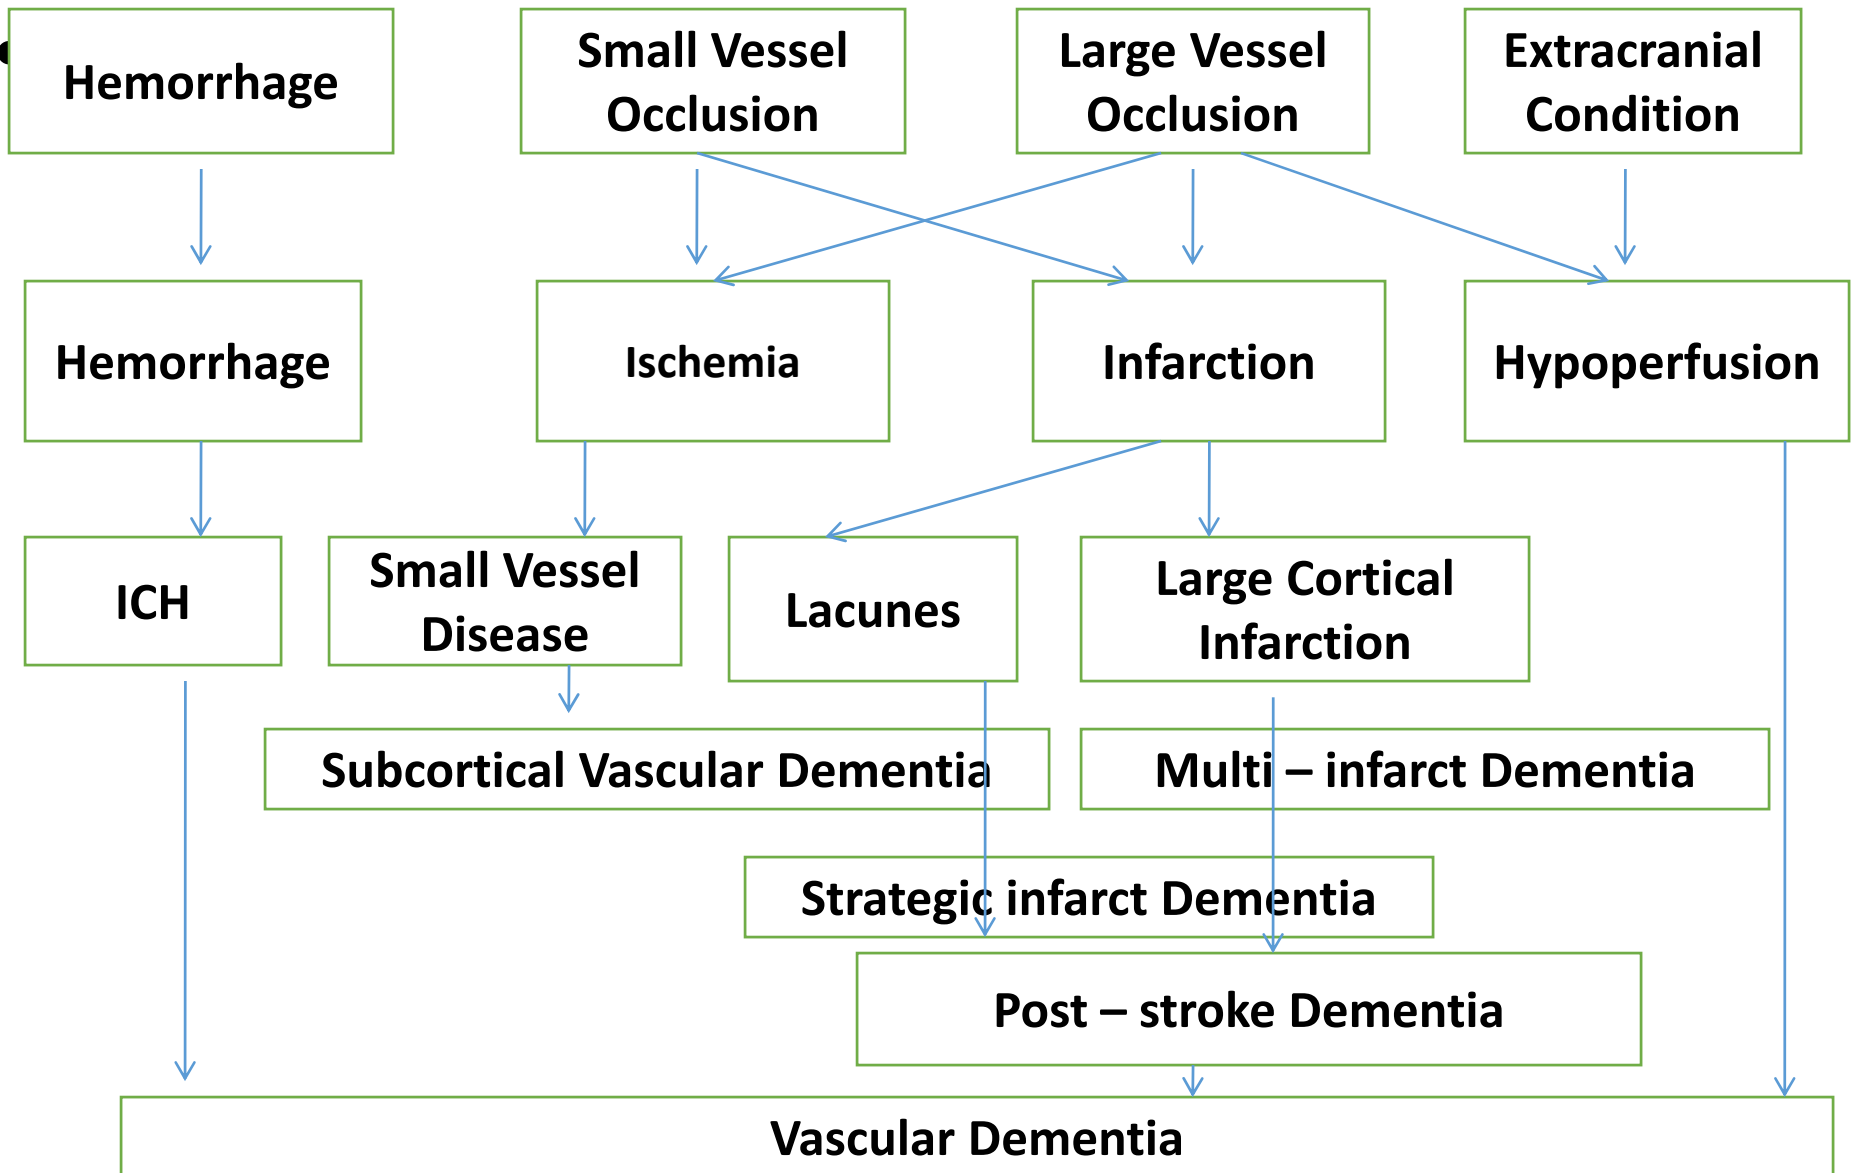 Hemorrhage
Small Vessel
Occlusion
Large Vessel
Occlusion
Extracranial
Condition
Hemorrhage
Ischemia
Infarction
Hypoperfusion
ICH
Small Vessel
Disease
Lacunes
Large Cortical
Infarction
Subcortical Vascular Dementia
Multi – infarct Dementia
Strategic infarct Dementia
Post – stroke Dementia
Vascular Dementia